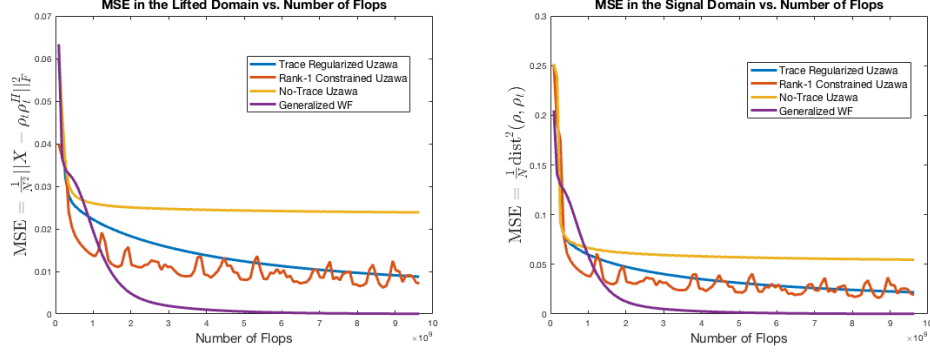 MSE in the Lifted Domain vs. Number of Flops
0.07
0.06
0.05
0.04
0.03
0.02
0.01
0
MSE = 1/N² ||X − ρₜρₜᴴ||²_F
Trace Regularized Uzawa
Rank-1 Constrained Uzawa
No-Trace Uzawa
Generalized WF
0 1 2 3 4 5 6 7 8 9 10
Number of Flops
×10⁹
MSE in the Signal Domain vs. Number of Flops
0.3
0.25
0.2
0.15
0.1
0.05
0
MSE = 1/N dist²(ρ, ρₜ)
Trace Regularized Uzawa
Rank-1 Constrained Uzawa
No-Trace Uzawa
Generalized WF
0 1 2 3 4 5 6 7 8 9 10
Number of Flops
×10⁹